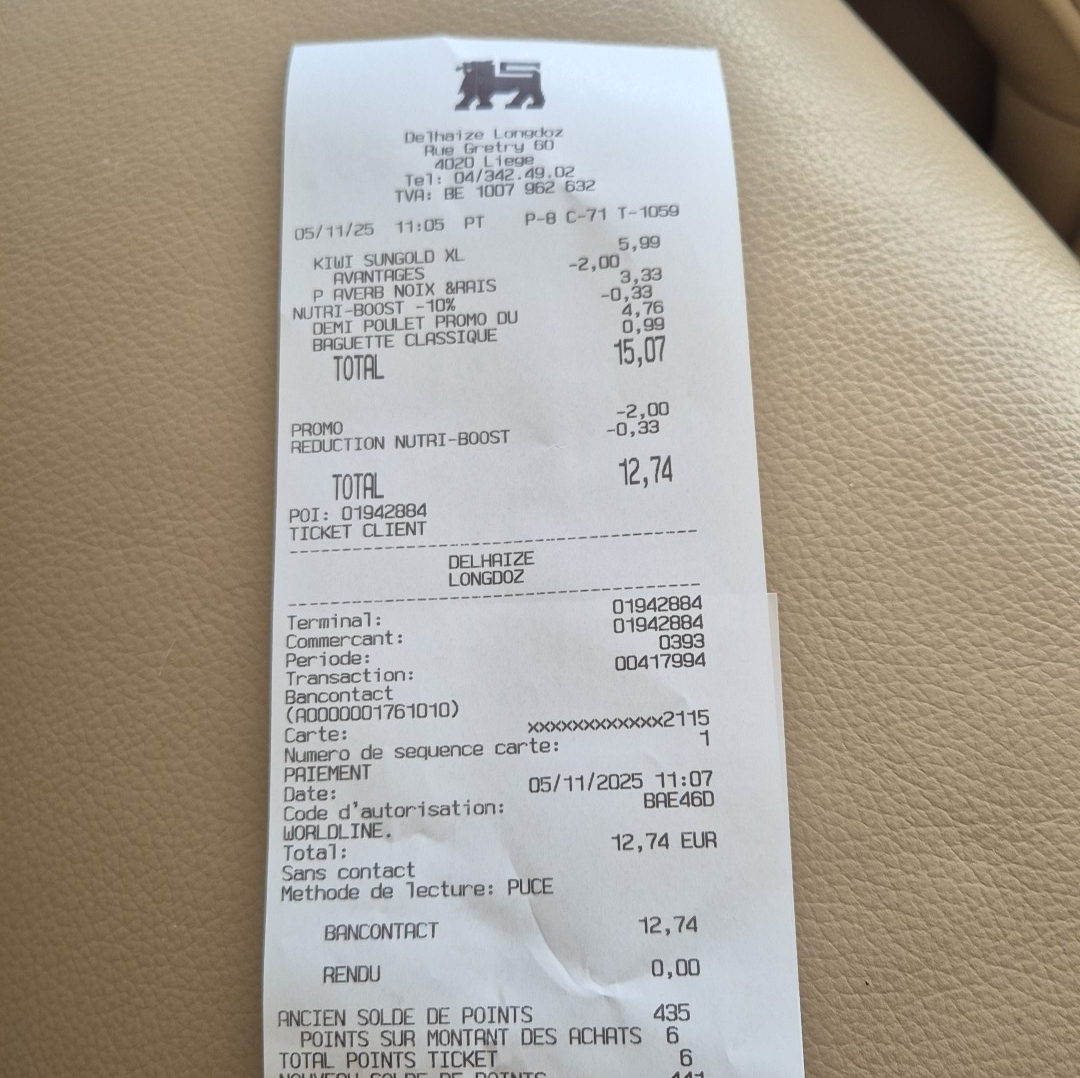 Delhaize Longdoz
Rue Gretry 60
4020 Liege
Tel: 04/342.49.02
TVA: BE 1007 962 632
05/11/25 11:05 PT P-8 C-71 T-1059
KIWI SUNGOLD XL 5,99
AVANTAGES -2,00
P AVERB NOIX &RAIS 3,33
NUTRI-BOOST -10% -0,33
DEMI POULET PROMO DU 4,76
BAGUETTE CLASSIQUE 0,99
TOTAL 15,07
PROMO -2,00
REDUCTION NUTRI-BOOST -0,33
TOTAL 12,74
POI: 01942884
TICKET CLIENT
DELHAIZE
LONGDOZ
Terminal: 01942884
Commercant: 01942884
Periode: 0393
Transaction: 00417994
Bancontact
(A0000001761010)
Carte: xxxxxxxxxxxx2115
Numero de sequence carte: 1
PAIEMENT
Date: 05/11/2025 11:07
Code d'autorisation: BAE46D
WORLDLINE.
Total: 12,74 EUR
Sans contact
Methode de lecture: PUCE
BANCONTACT 12,74
RENDU 0,00
ANCIEN SOLDE DE POINTS 435
POINTS SUR MONTANT DES ACHATS 6
TOTAL POINTS TICKET 6
NOUVEAU SOLDE DE POINTS 441